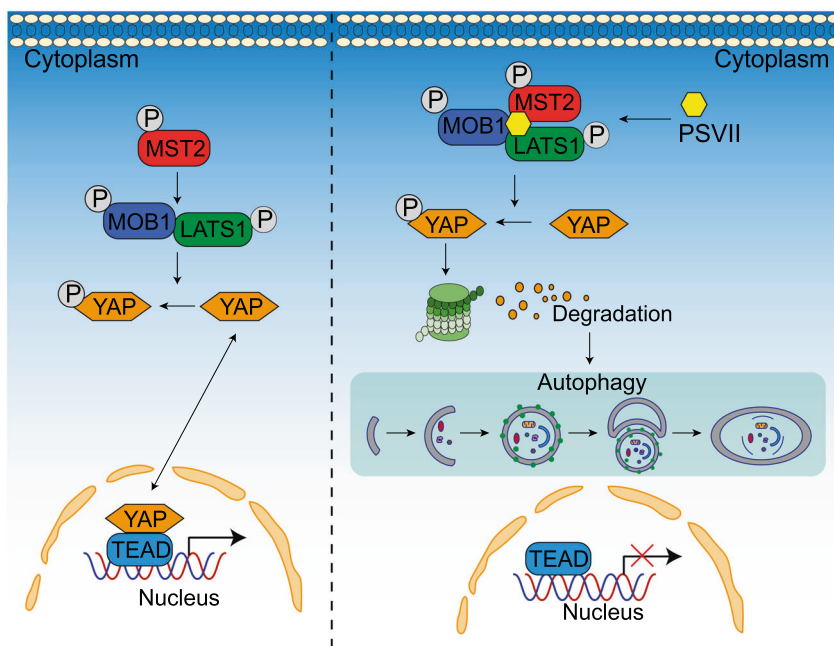 Cytoplasm
P
MST2
P
MOB1
LATS1
P
P
YAP
YAP
YAP
TEAD
Nucleus
Cytoplasm
P
MST2
P
MOB1
LATS1
P
PSVII
P
YAP
YAP
Degradation
Autophagy
TEAD
Nucleus